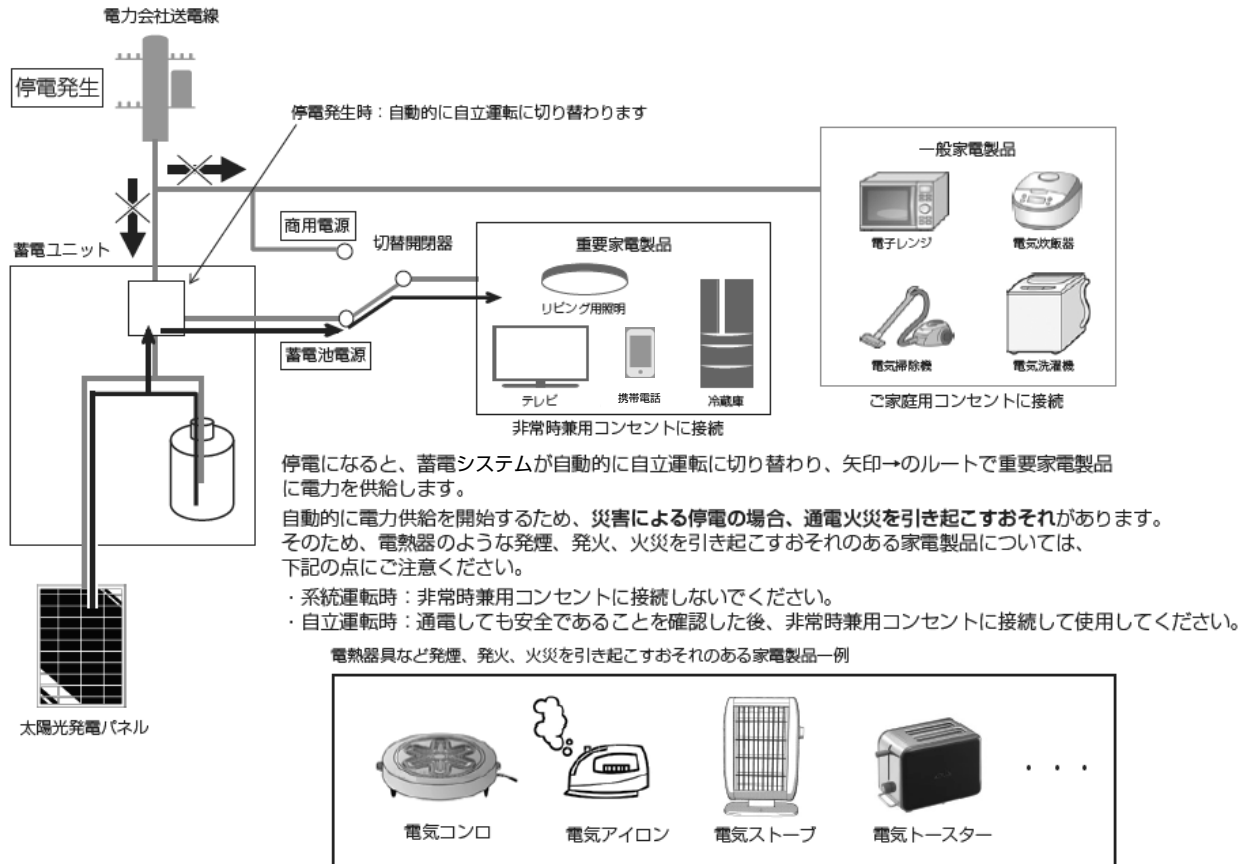 電力会社送電線
停電発生
停電発生時：自動的に自立運転に切り替わります
一般家電製品
電子レンジ
電気炊飯器
電気掃除機
電気洗濯機
ご家庭用コンセントに接続
商用電源
切替開閉器
重要家電製品
リビング用照明
テレビ
携帯電話
冷蔵庫
非常時兼用コンセントに接続
蓄電ユニット
蓄電池電源
太陽光発電パネル
停電になると、蓄電システムが自動的に自立運転に切り替わり、矢印→のルートで重要家電製品
に電力を供給します。
自動的に電力供給を開始するため、災害による停電の場合、通電火災を引き起こすおそれがあります。
そのため、電熱器のような発煙、発火、火災を引き起こすおそれのある家電製品については、
下記の点にご注意ください。
・系統運転時：非常時兼用コンセントに接続しないでください。
・自立運転時：通電しても安全であることを確認した後、非常時兼用コンセントに接続して使用してください。
電熱器具など発煙、発火、火災を引き起こすおそれのある家電製品一例
電気コンロ
電気アイロン
電気ストーブ
電気トースター
・・・